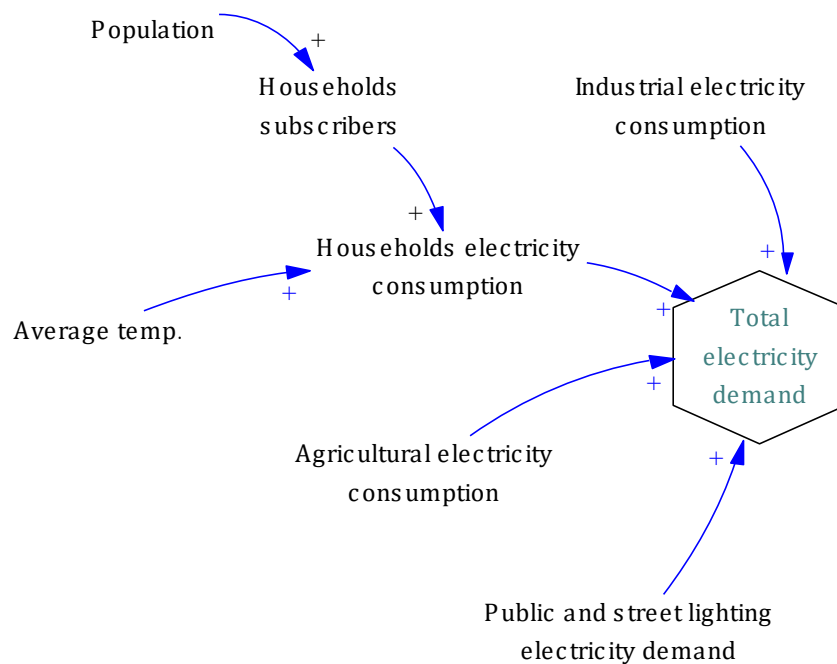 Population
+
Households
subscribers
Industrial electricity
consumption
+
Households electricity
consumption
+
+
Average temp.
+
Total
electricity
demand
+
Agricultural electricity
consumption
+
Public and street lighting
electricity demand